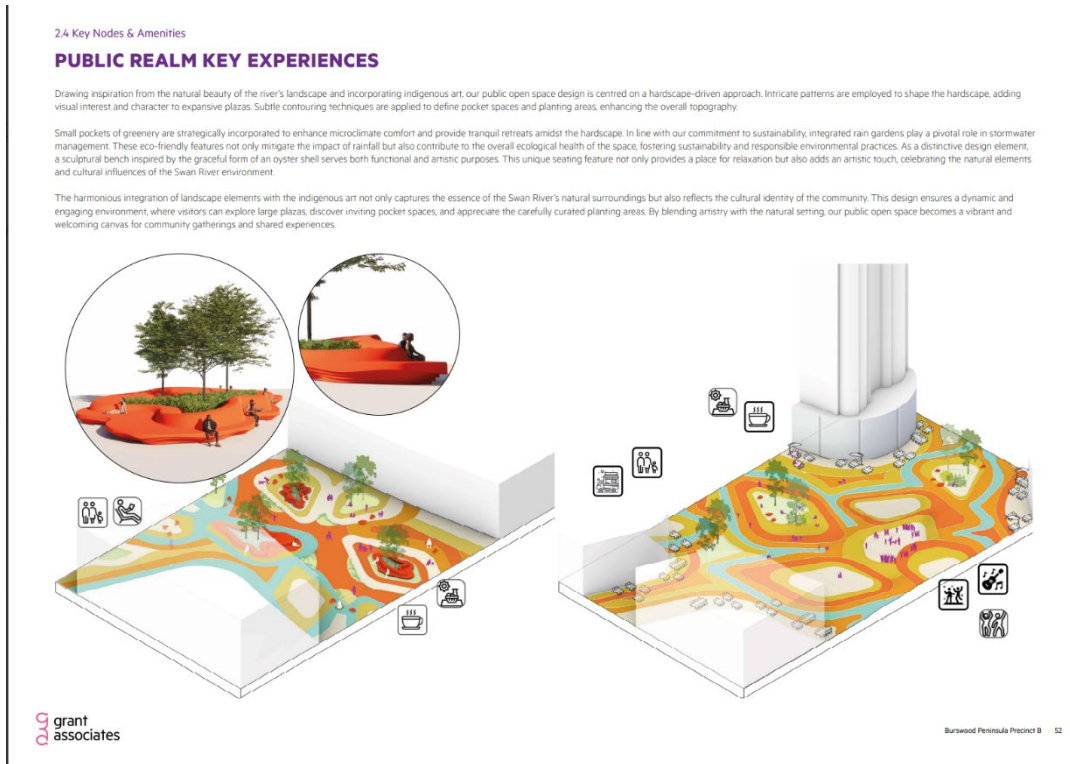 2.4 Key Nodes & Amenities
PUBLIC REALM KEY EXPERIENCES
Drawing inspiration from the natural beauty of the river's landscape and incorporating indigenous art, our public open space design is centred on a hardscape-driven approach. Intricate patterns are employed to shape the hardscape, adding
visual interest and character to expansive plazas. Subtle contouring techniques are applied to define pocket spaces and planting areas, enhancing the overall topography.
Small pockets of greenery are strategically incorporated to enhance microclimate comfort and provide tranquil retreats amidst the hardscape. In line with our commitment to sustainability, integrated rain gardens play a pivotal role in stormwater
management. These eco-friendly features not only mitigate the impact of rainfall but also contribute to the overall ecological health of the space, fostering sustainability and responsible environmental practices. As a distinctive design element,
a sculptural bench inspired by the graceful form of an oyster shell serves both functional and artistic purposes. This unique seating feature not only provides a place for relaxation but also adds an artistic touch, celebrating the natural elements
and cultural influences of the Swan River environment.
The harmonious integration of landscape elements with the indigenous art not only captures the essence of the Swan River's natural surroundings but also reflects the cultural identity of the community. This design ensures a dynamic and
engaging environment, where visitors can explore large plazas, discover inviting pocket spaces, and appreciate the carefully curated planting areas. By blending artistry with the natural setting, our public open space becomes a vibrant and
welcoming canvas for community gatherings and shared experiences.
grant
associates
Burswood Peninsula Precinct B 52